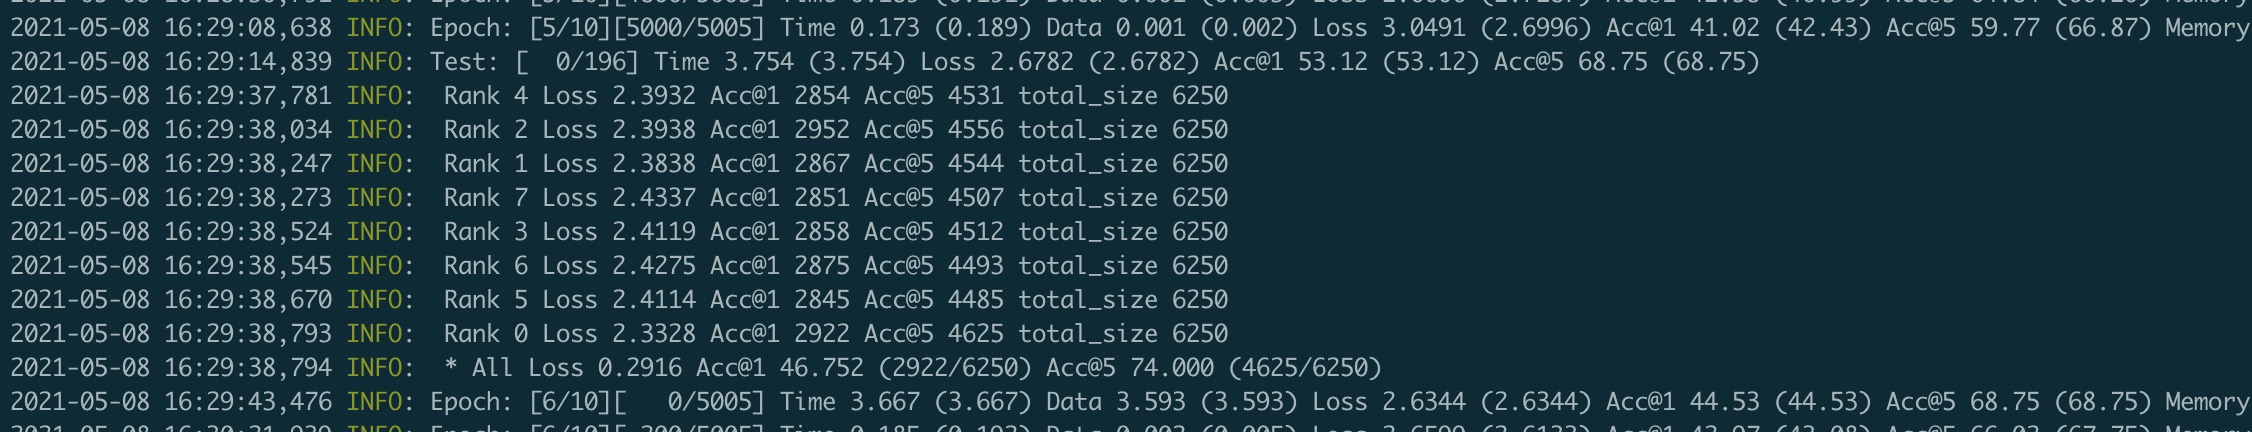 2021-05-08 16:29:08,638 INFO: Epoch: [5/10][5000/5005] Time 0.173 (0.189) Data 0.001 (0.002) Loss 3.0491 (2.6996) Acc@1 41.02 (42.43) Acc@5 59.77 (66.87) Memory
2021-05-08 16:29:14,839 INFO: Test: [  0/196] Time 3.754 (3.754) Loss 2.6782 (2.6782) Acc@1 53.12 (53.12) Acc@5 68.75 (68.75)
2021-05-08 16:29:37,781 INFO:  Rank 4 Loss 2.3932 Acc@1 2854 Acc@5 4531 total_size 6250
2021-05-08 16:29:38,034 INFO:  Rank 2 Loss 2.3938 Acc@1 2952 Acc@5 4556 total_size 6250
2021-05-08 16:29:38,247 INFO:  Rank 1 Loss 2.3838 Acc@1 2867 Acc@5 4544 total_size 6250
2021-05-08 16:29:38,273 INFO:  Rank 7 Loss 2.4337 Acc@1 2851 Acc@5 4507 total_size 6250
2021-05-08 16:29:38,524 INFO:  Rank 3 Loss 2.4119 Acc@1 2858 Acc@5 4512 total_size 6250
2021-05-08 16:29:38,545 INFO:  Rank 6 Loss 2.4275 Acc@1 2875 Acc@5 4493 total_size 6250
2021-05-08 16:29:38,670 INFO:  Rank 5 Loss 2.4114 Acc@1 2845 Acc@5 4485 total_size 6250
2021-05-08 16:29:38,793 INFO:  Rank 0 Loss 2.3328 Acc@1 2922 Acc@5 4625 total_size 6250
2021-05-08 16:29:38,794 INFO:  * All Loss 0.2916 Acc@1 46.752 (2922/6250) Acc@5 74.000 (4625/6250)
2021-05-08 16:29:43,476 INFO: Epoch: [6/10][   0/5005] Time 3.667 (3.667) Data 3.593 (3.593) Loss 2.6344 (2.6344) Acc@1 44.53 (44.53) Acc@5 68.75 (68.75) Memory